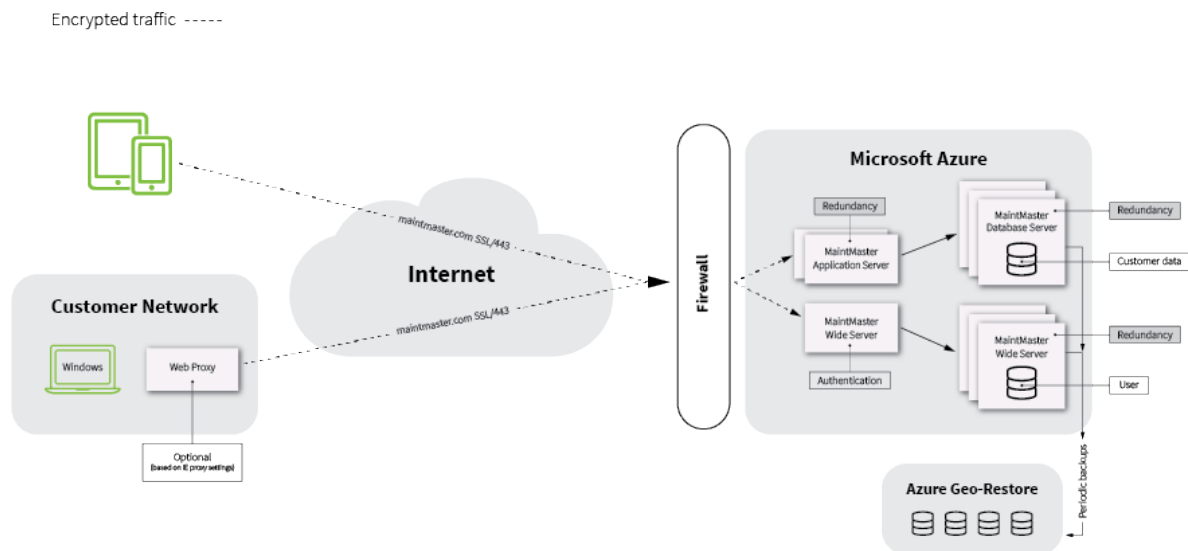 Encrypted traffic -----
maintmaster.com SSL/443
Internet
maintmaster.com SSL/443
Customer Network
Windows
Web Proxy
Optional
(based on IE proxy settings)
Firewall
Microsoft Azure
Redundancy
MaintMaster
Application Server
MaintMaster
Database Server
Redundancy
Customer data
MaintMaster
Wide Server
Authentication
MaintMaster
Wide Server
Redundancy
User
Periodic backups
Azure Geo-Restore